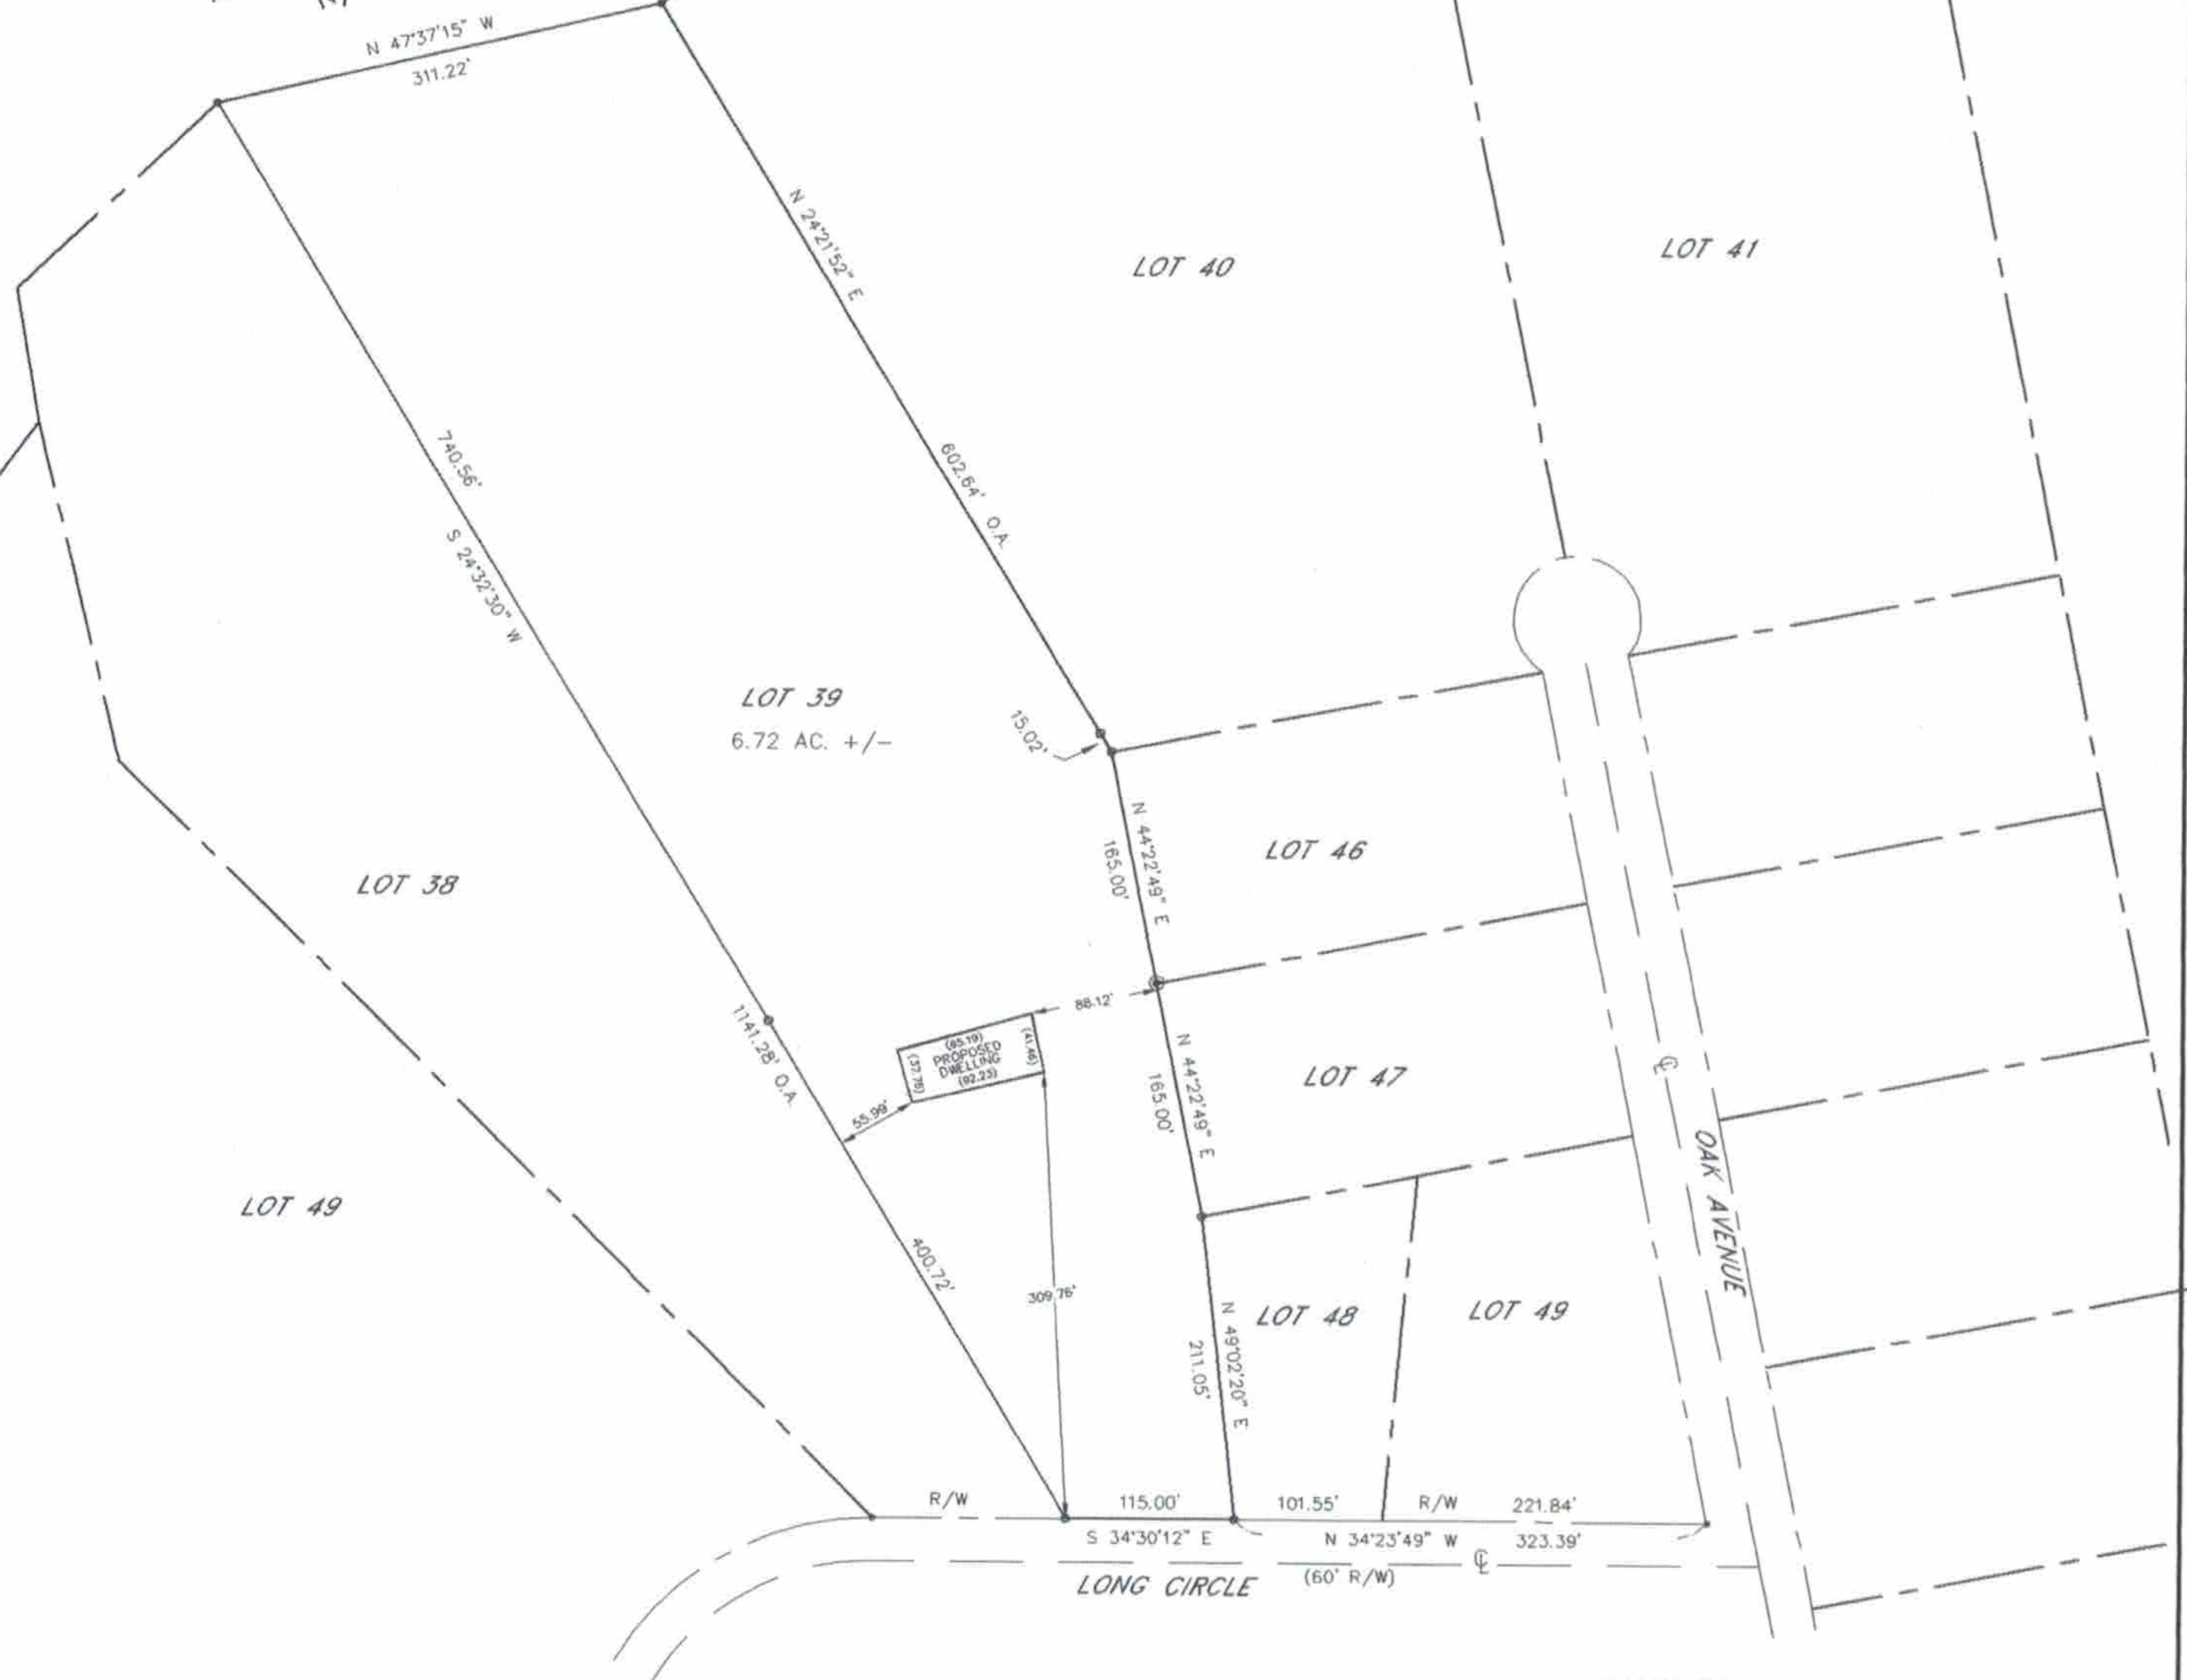 N 47°37'15" W
311.22'
N 24°21'52" E
LOT 40
LOT 41
740.56'
602.64' O.A.
S 24°32'30" W
LOT 39
6.72 AC. +/-
15.02'
N 44°22'49" E
165.00'
LOT 46
LOT 38
88.12'
1141.28' O.A.
(65.19)
PROPOSED
DWELLING
(92.23)
(37.76)
(41.46)
55.99'
N 44°22'49" E
165.00'
LOT 47
℄
OAK AVENUE
LOT 49
400.72'
309.76'
N 49°02'20" E
211.05'
LOT 48
LOT 49
R/W
115.00'
101.55'
R/W
221.84'
S 34°30'12" E
N 34°23'49" W
323.39'
LONG CIRCLE
(60' R/W)
℄